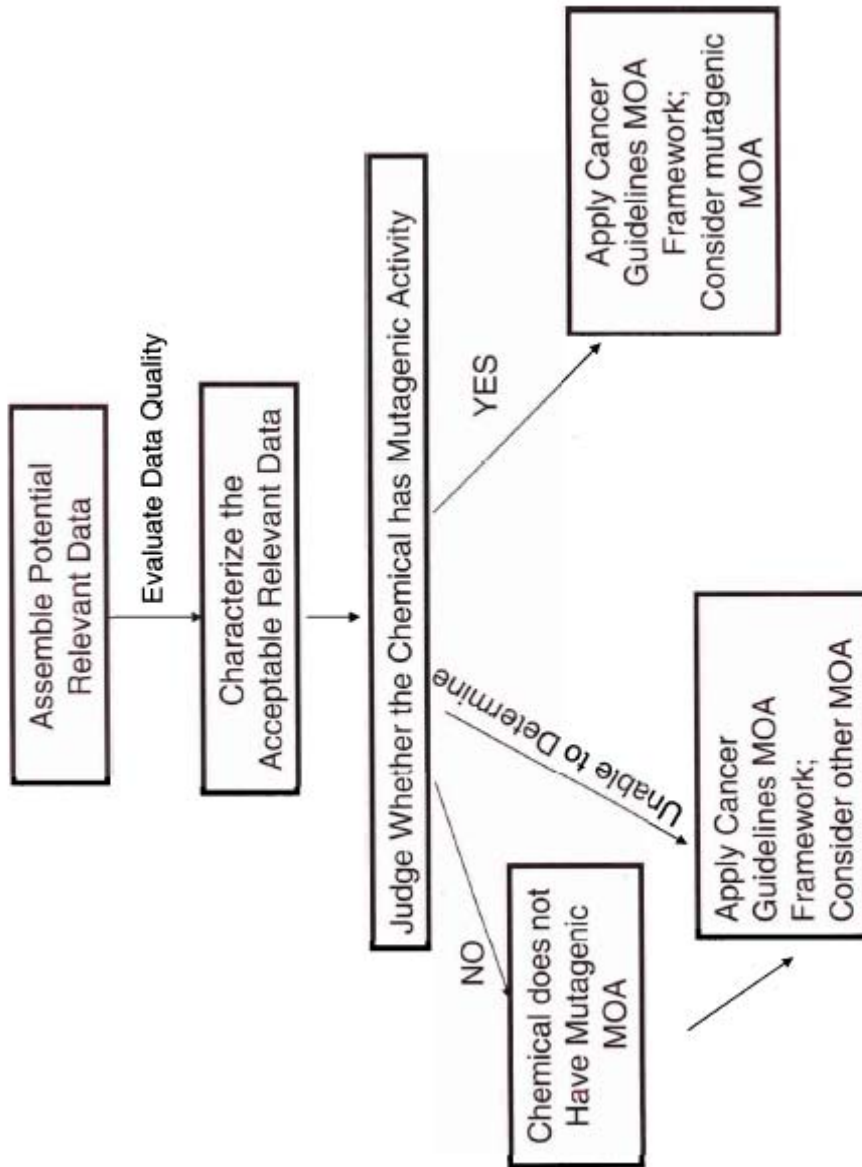 Assemble Potential
Relevant Data
Evaluate Data Quality
Characterize the
Acceptable Relevant Data
Judge Whether the Chemical has Mutagenic Activity
NO
Unable to Determine
YES
Chemical does not
Have Mutagenic
MOA
Apply Cancer
Guidelines MOA
Framework;
Consider other MOA
Apply Cancer
Guidelines MOA
Framework;
Consider mutagenic
MOA